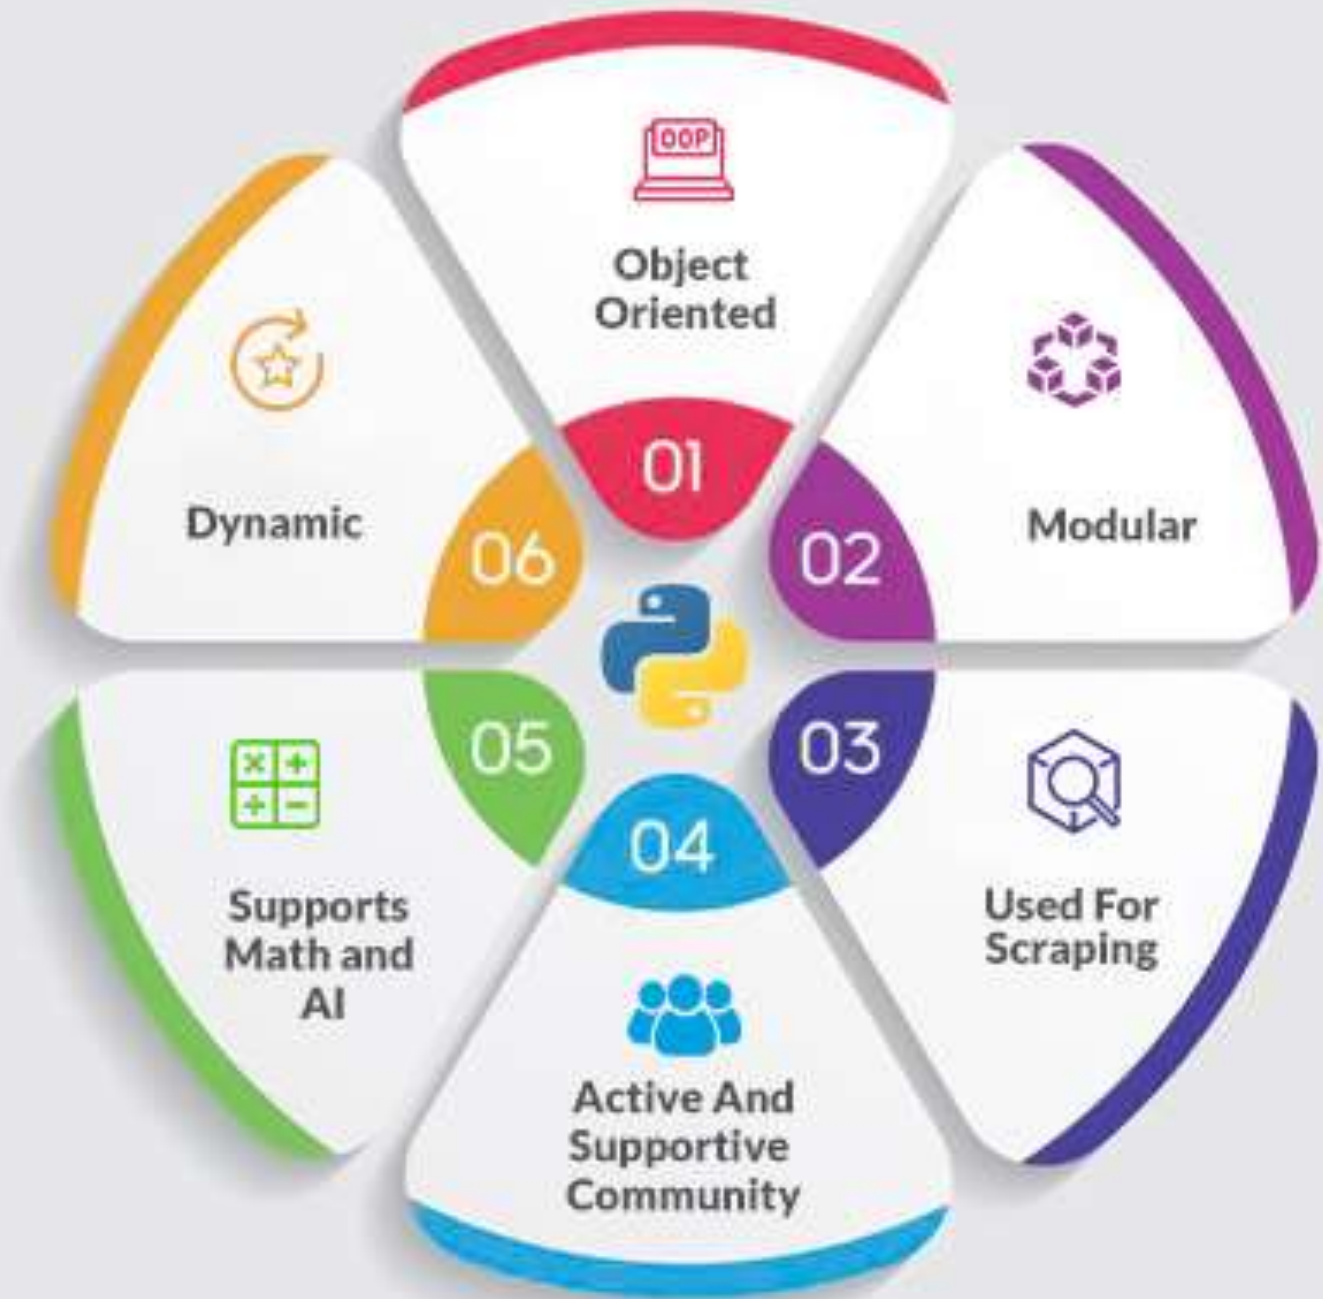 OOP
Object
Oriented
01
Modular
02
Used For
Scraping
03
04
Active And
Supportive
Community
05
Supports
Math and
AI
Dynamic
06